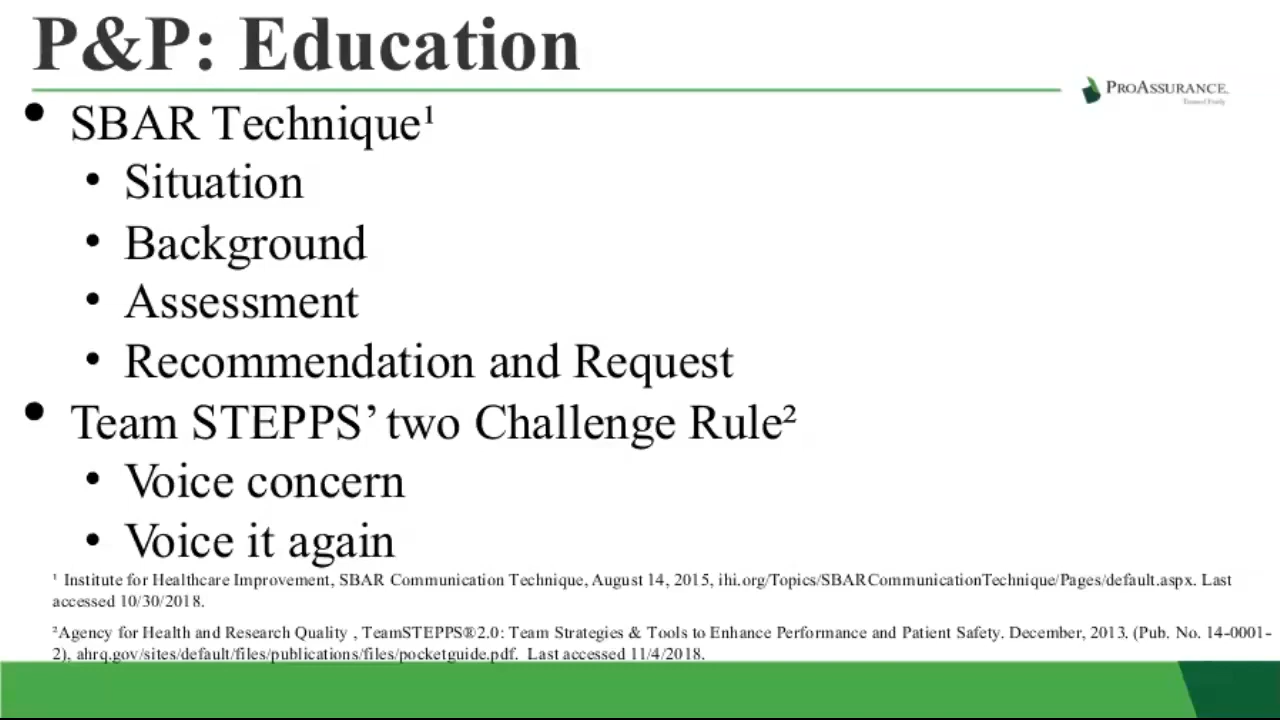 P&P: Education
PROASSURANCE.
Treated Fairly
• SBAR Technique¹
• Situation
• Background
• Assessment
• Recommendation and Request
• Team STEPPS’ two Challenge Rule²
• Voice concern
• Voice it again
¹ Institute for Healthcare Improvement, SBAR Communication Technique, August 14, 2015, ihi.org/Topics/SBARCommunicationTechnique/Pages/default.aspx. Last
accessed 10/30/2018.
²Agency for Health and Research Quality , TeamSTEPPS®2.0: Team Strategies & Tools to Enhance Performance and Patient Safety. December, 2013. (Pub. No. 14-0001-
2), ahrq.gov/sites/default/files/publications/files/pocketguide.pdf. Last accessed 11/4/2018.